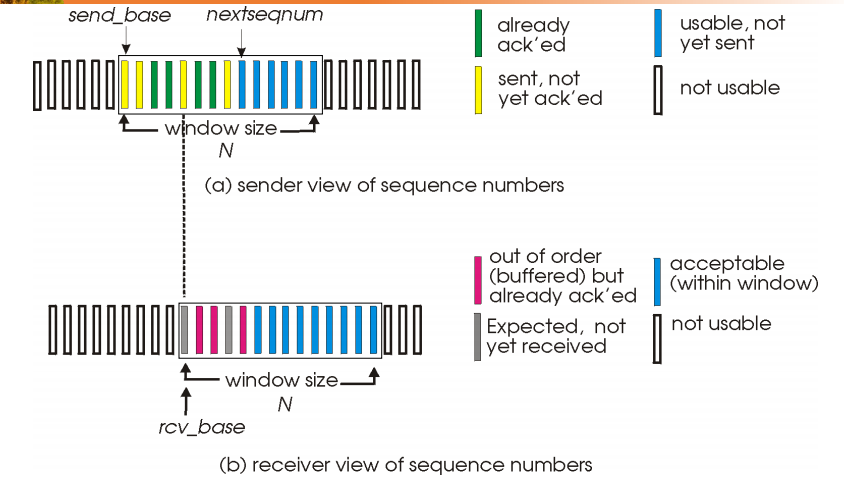 send_base nextseqnum
already
ack'ed
usable, not
yet sent
sent, not
yet ack'ed
not usable
window size
N
(a) sender view of sequence numbers
out of order
(buffered) but
already ack'ed
acceptable
(within window)
Expected, not
yet received
not usable
window size
N
rcv_base
(b) receiver view of sequence numbers